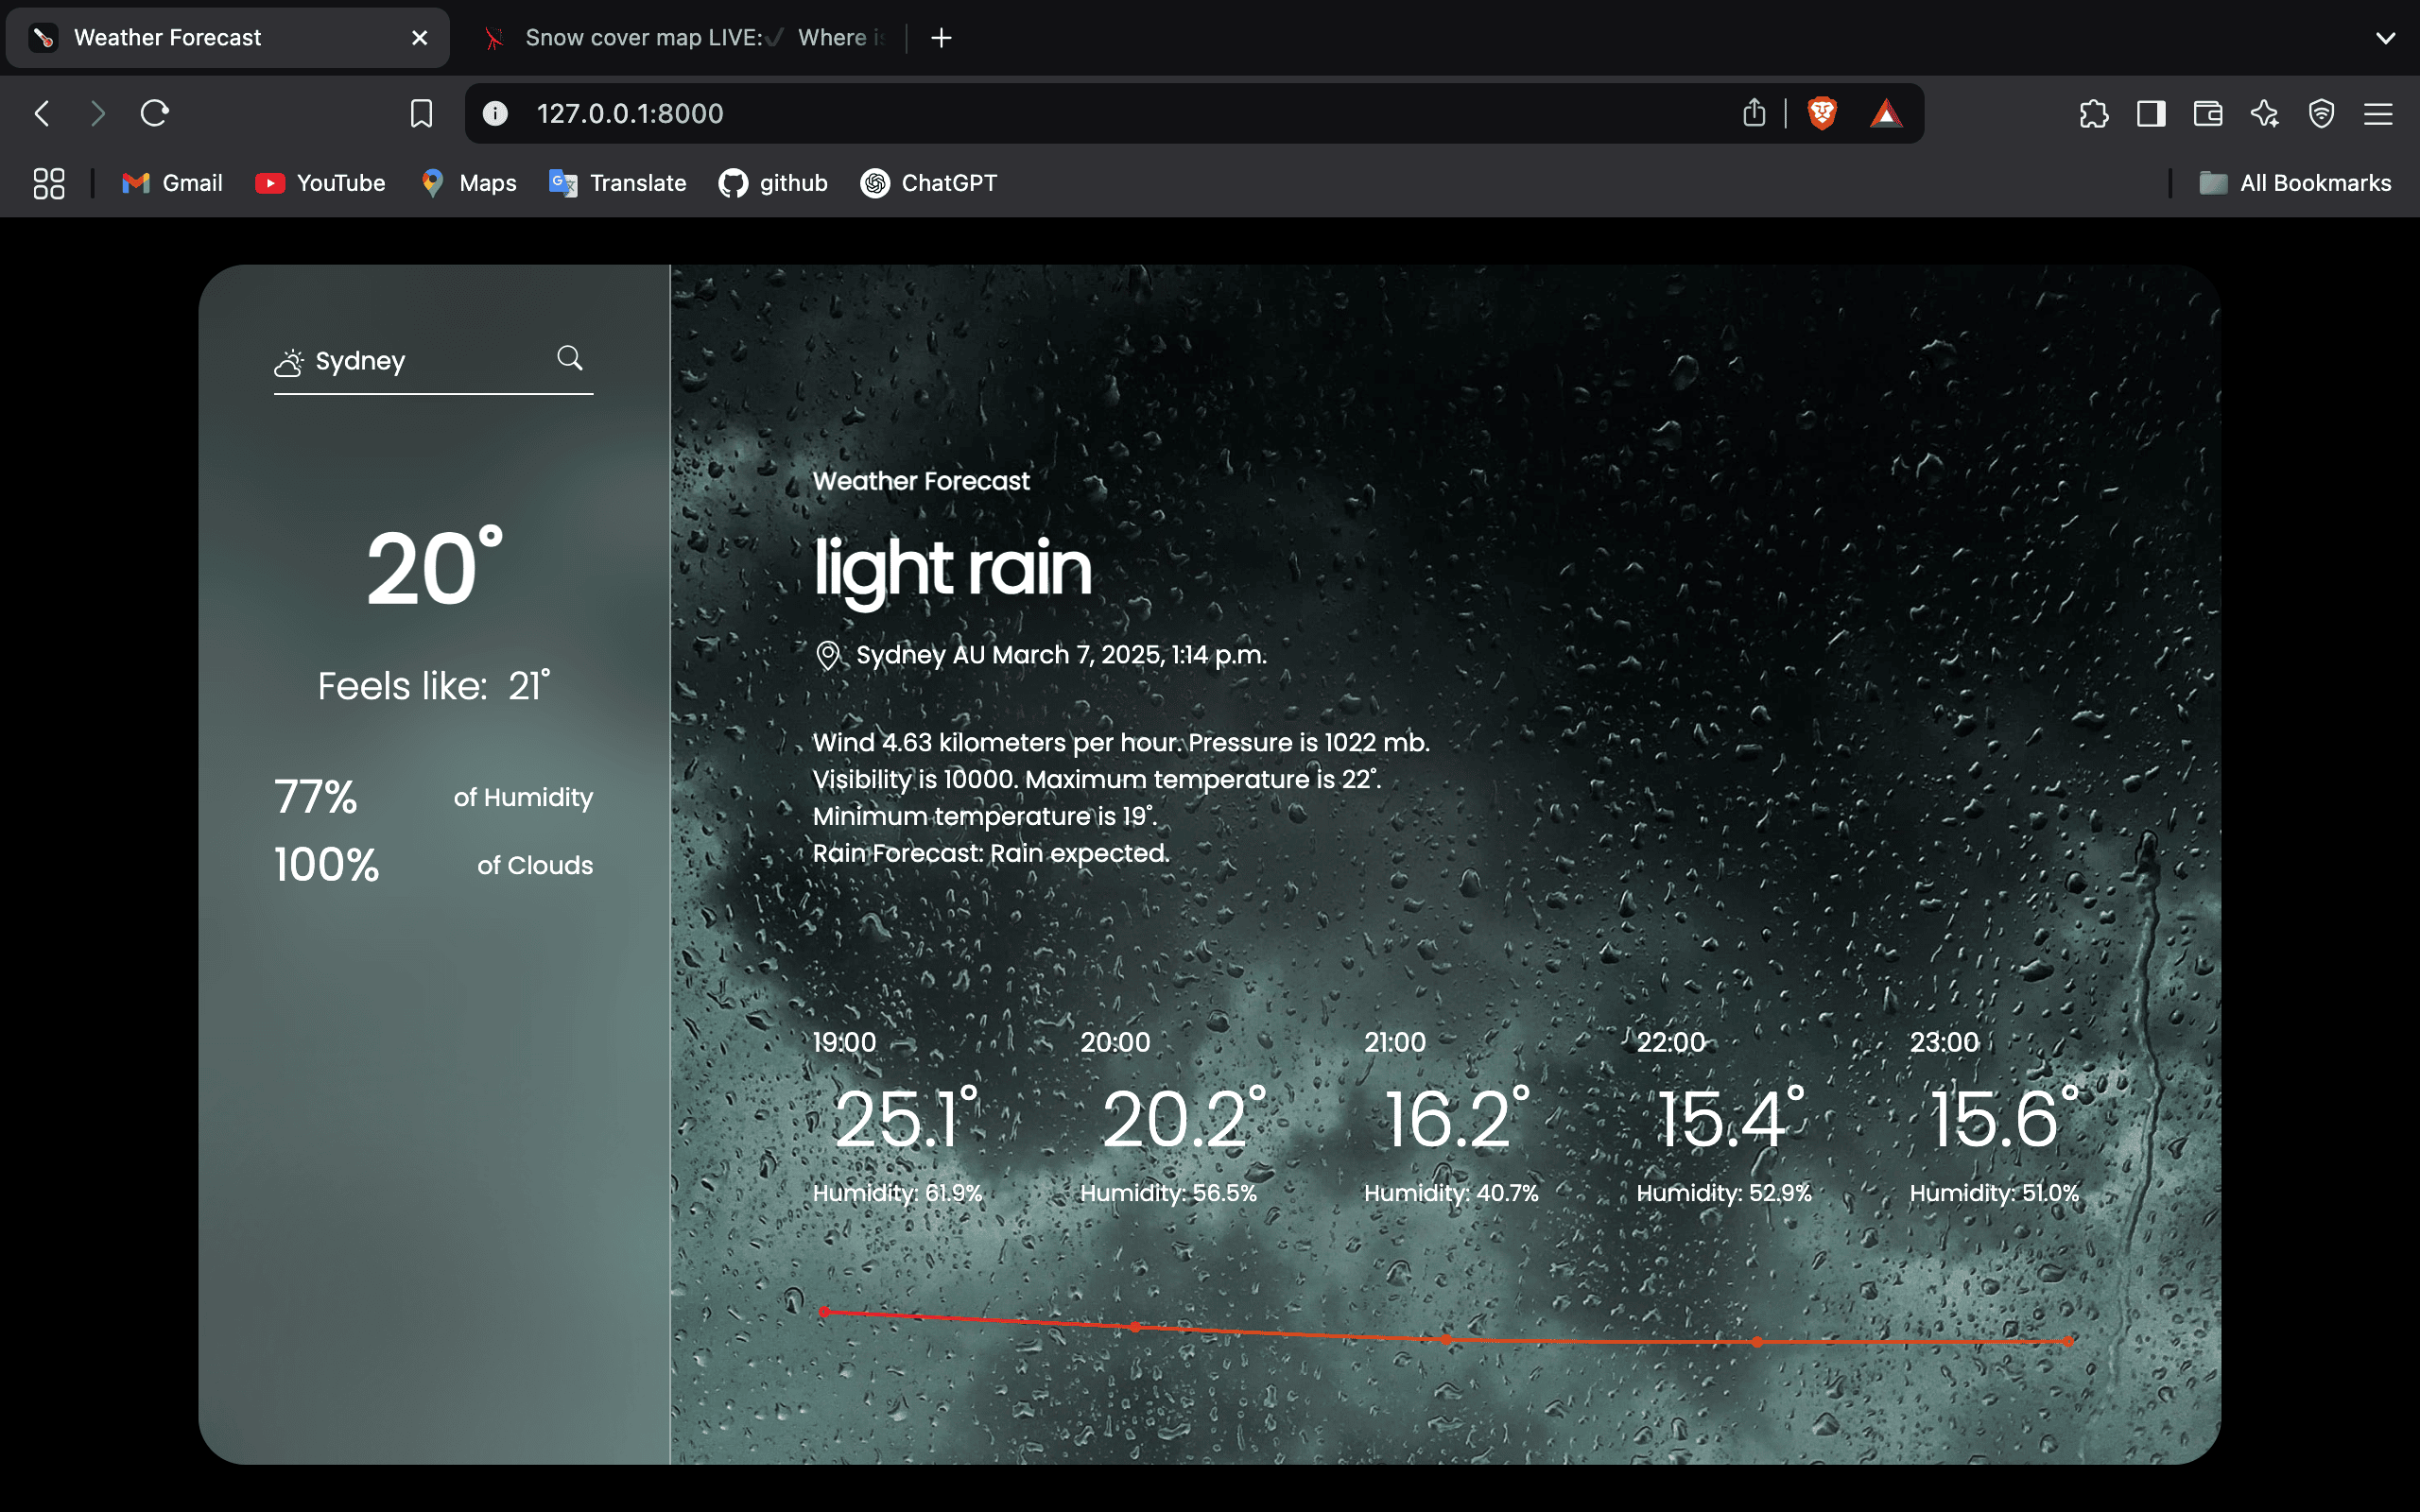 Weather Forecast
Snow cover map LIVE:✓ Where is
127.0.0.1:8000
Gmail YouTube Maps Translate github ChatGPT All Bookmarks
Sydney
20°
Feels like: 21°
77% of Humidity
100% of Clouds
Weather Forecast
light rain
Sydney AU March 7, 2025, 1:14 p.m.
Wind 4.63 kilometers per hour. Pressure is 1022 mb.
Visibility is 10000. Maximum temperature is 22°.
Minimum temperature is 19°.
Rain Forecast: Rain expected.
19:00 20:00 21:00 22:00 23:00
25.1° 20.2° 16.2° 15.4° 15.6°
Humidity: 61.9% Humidity: 56.5% Humidity: 40.7% Humidity: 52.9% Humidity: 51.0%